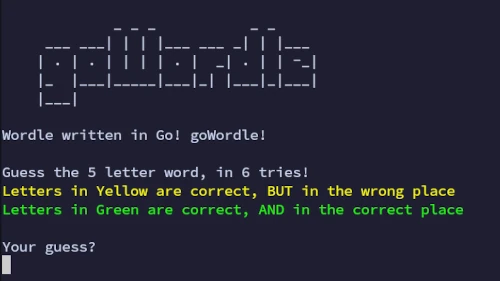 goWordle
Wordle written in Go! goWordle!
Guess the 5 letter word, in 6 tries!
Letters in Yellow are correct, BUT in the wrong place
Letters in Green are correct, AND in the correct place
Your guess?